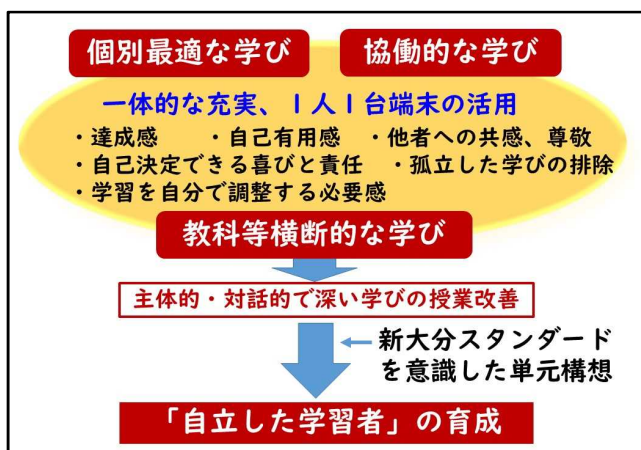 個別最適な学び
協働的な学び
一体的な充実、1人1台端末の活用
・達成感　・自己有用感　・他者への共感、尊敬
・自己決定できる喜びと責任　・孤立した学びの排除
・学習を自分で調整する必要感
教科等横断的な学び
主体的・対話的で深い学びの授業改善
新大分スタンダード
を意識した単元構想
「自立した学習者」の育成